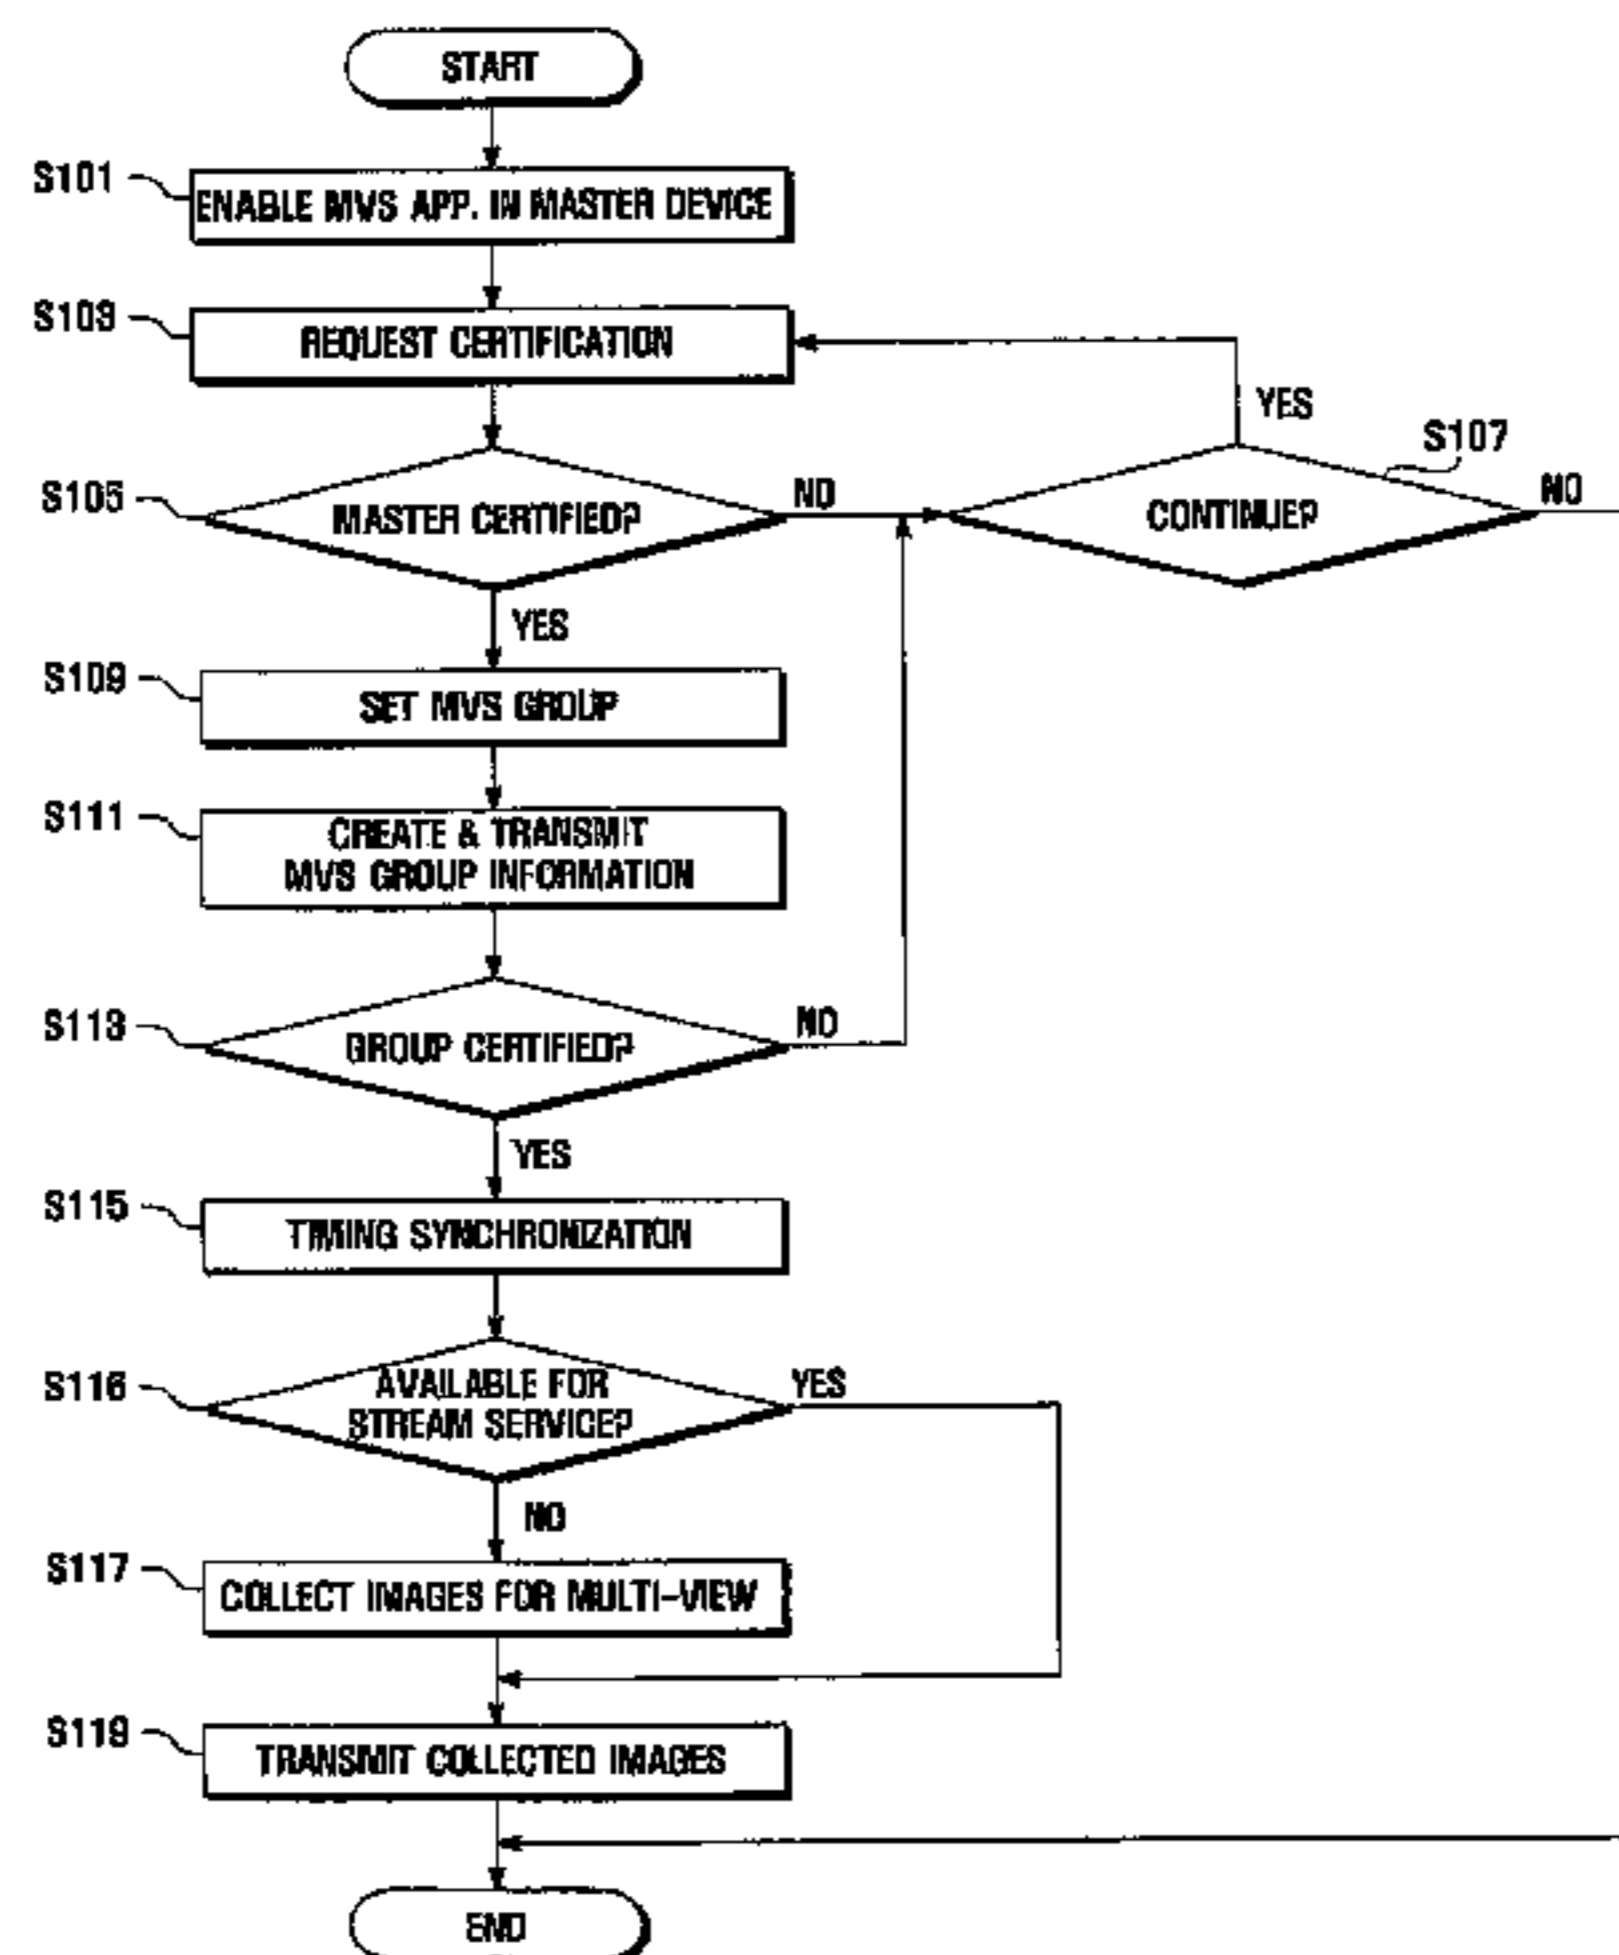 START
S101
ENABLE MVS APP. IN MASTER DEVICE
S103
REQUEST CERTIFICATION
YES
S107
S105
MASTER CERTIFIED?
NO
CONTINUE?
NO
YES
S109
SET MVS GROUP
S111
CREATE & TRANSMIT
MVS GROUP INFORMATION
S113
GROUP CERTIFIED?
NO
YES
S115
TIMING SYNCHRONIZATION
S116
AVAILABLE FOR
STREAM SERVICE?
YES
NO
S117
COLLECT IMAGES FOR MULTI-VIEW
S119
TRANSMIT COLLECTED IMAGES
END